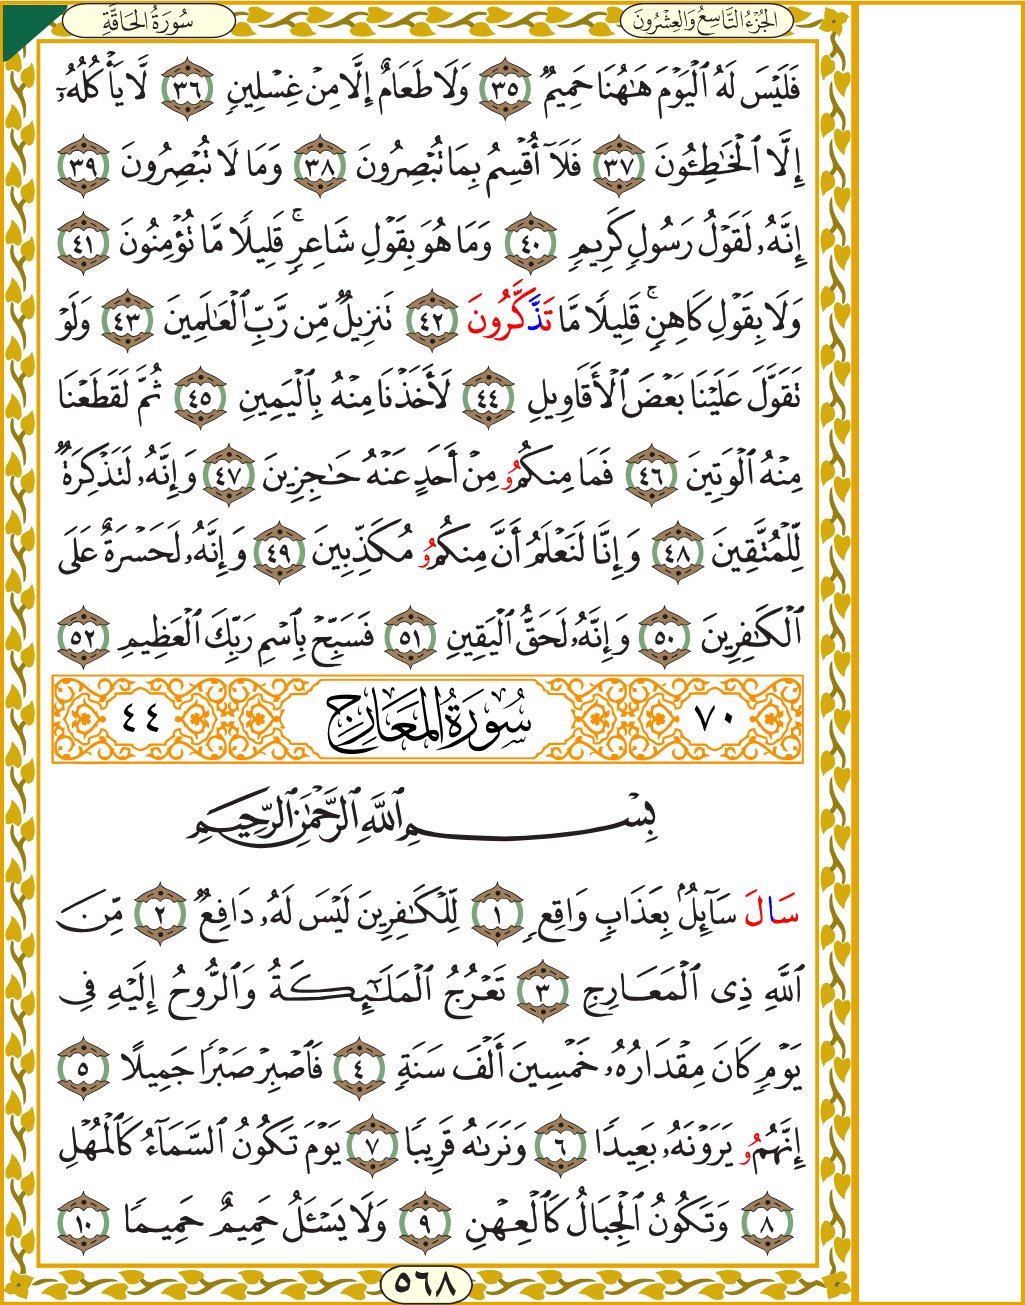 الجُزْءُ التَّاسِعُ وَالعِشْرُونَ
سُورَةُ الحَاقَّةِ
فَلَيْسَ لَهُ ٱلْيَوْمَ هَٰهُنَا حَمِيمٌ ٣٥ وَلَا طَعَامٌ إِلَّا مِنْ غِسْلِينٍ ٣٦ لَّا يَأْكُلُهُۥٓ
إِلَّا ٱلْخَٰطِـُٔونَ ٣٧ فَلَآ أُقْسِمُ بِمَا تُبْصِرُونَ ٣٨ وَمَا لَا تُبْصِرُونَ ٣٩
إِنَّهُۥ لَقَوْلُ رَسُولٍ كَرِيمٍ ٤٠ وَمَا هُوَ بِقَوْلِ شَاعِرٍۚ قَلِيلًا مَّا تُؤْمِنُونَ ٤١
وَلَا بِقَوْلِ كَاهِنٍۚ قَلِيلًا مَّا تَذَّكَّرُونَ ٤٢ تَنزِيلٌ مِّن رَّبِّ ٱلْعَٰلَمِينَ ٤٣ وَلَوْ
تَقَوَّلَ عَلَيْنَا بَعْضَ ٱلْأَقَاوِيلِ ٤٤ لَأَخَذْنَا مِنْهُ بِٱلْيَمِينِ ٤٥ ثُمَّ لَقَطَعْنَا
مِنْهُ ٱلْوَتِينَ ٤٦ فَمَا مِنكُمُۥ مِنْ أَحَدٍ عَنْهُ حَٰجِزِينَ ٤٧ وَإِنَّهُۥ لَتَذْكِرَةٌ
لِّلْمُتَّقِينَ ٤٨ وَإِنَّا لَنَعْلَمُ أَنَّ مِنكُمُۥ مُكَذِّبِينَ ٤٩ وَإِنَّهُۥ لَحَسْرَةٌ عَلَى
ٱلْكَٰفِرِينَ ٥٠ وَإِنَّهُۥ لَحَقُّ ٱلْيَقِينِ ٥١ فَسَبِّحْ بِٱسْمِ رَبِّكَ ٱلْعَظِيمِ ٥٢
٧٠ سُورَةُ المَعَارِجِ ٤٤
بِسْمِ ٱللَّهِ ٱلرَّحْمَٰنِ ٱلرَّحِيمِ
سَالَ سَآئِلٌۢ بِعَذَابٍ وَاقِعٍ ١ لِّلْكَٰفِرِينَ لَيْسَ لَهُۥ دَافِعٌ ٢ مِّنَ
ٱللَّهِ ذِى ٱلْمَعَارِجِ ٣ تَعْرُجُ ٱلْمَلَٰٓئِكَةُ وَٱلرُّوحُ إِلَيْهِ فِى
يَوْمٍ كَانَ مِقْدَارُهُۥ خَمْسِينَ أَلْفَ سَنَةٍ ٤ فَٱصْبِرْ صَبْرًا جَمِيلًا ٥
إِنَّهُمُۥ يَرَوْنَهُۥ بَعِيدًا ٦ وَنَرَىٰهُ قَرِيبًا ٧ يَوْمَ تَكُونُ ٱلسَّمَآءُ كَٱلْمُهْلِ
٨ وَتَكُونُ ٱلْجِبَالُ كَٱلْعِهْنِ ٩ وَلَا يَسْـَٔلُ حَمِيمٌ حَمِيمًا ١٠
٥٦٨